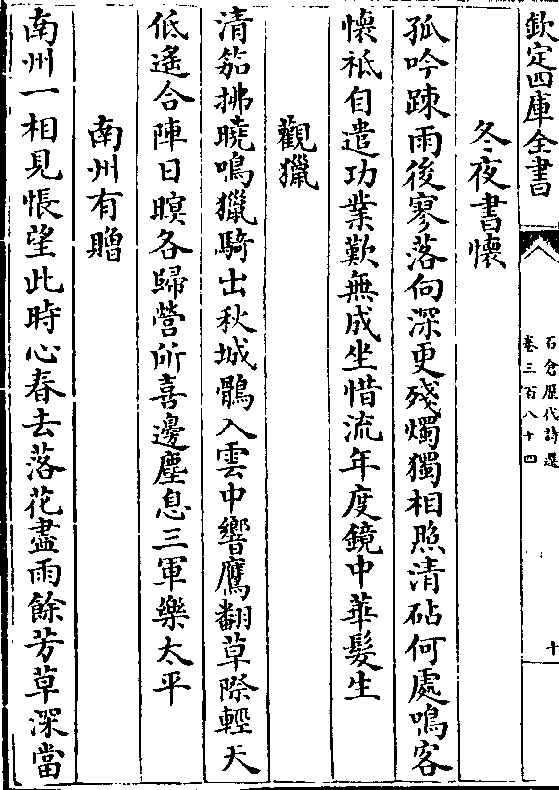 欽定四庫全書
石倉歷代詩選
卷三百八十四
十
冬夜書懷
孤吟疎雨後寥落向深更殘燭獨相照清砧何處鳴客
懷祗自遣功業歎無成坐惜流年度鏡中華髮生
觀獵
清笳拂曉鳴獵騎出秋城鶻入雲中響鷹翻草際輕天
低遙合陣日暝各歸營所喜邊塵息三軍樂太平
南州有贈
南州一相見悵望此時心春去落花盡雨餘芳草深當